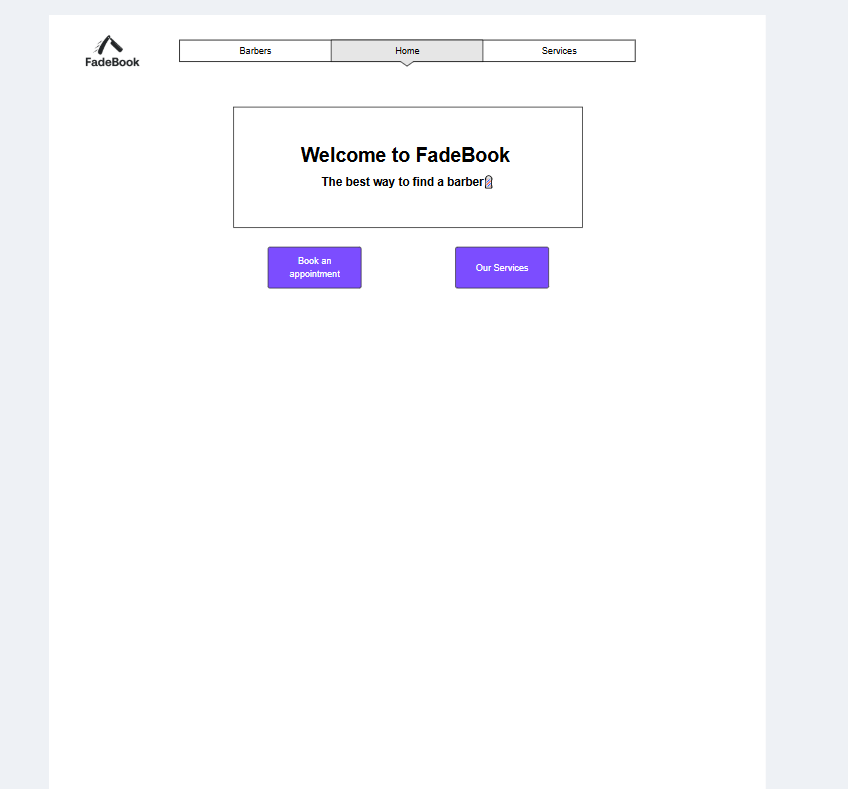 FadeBook
Barbers
Home
Services
Welcome to FadeBook
The best way to find a barber💈
Book an
appointment
Our Services